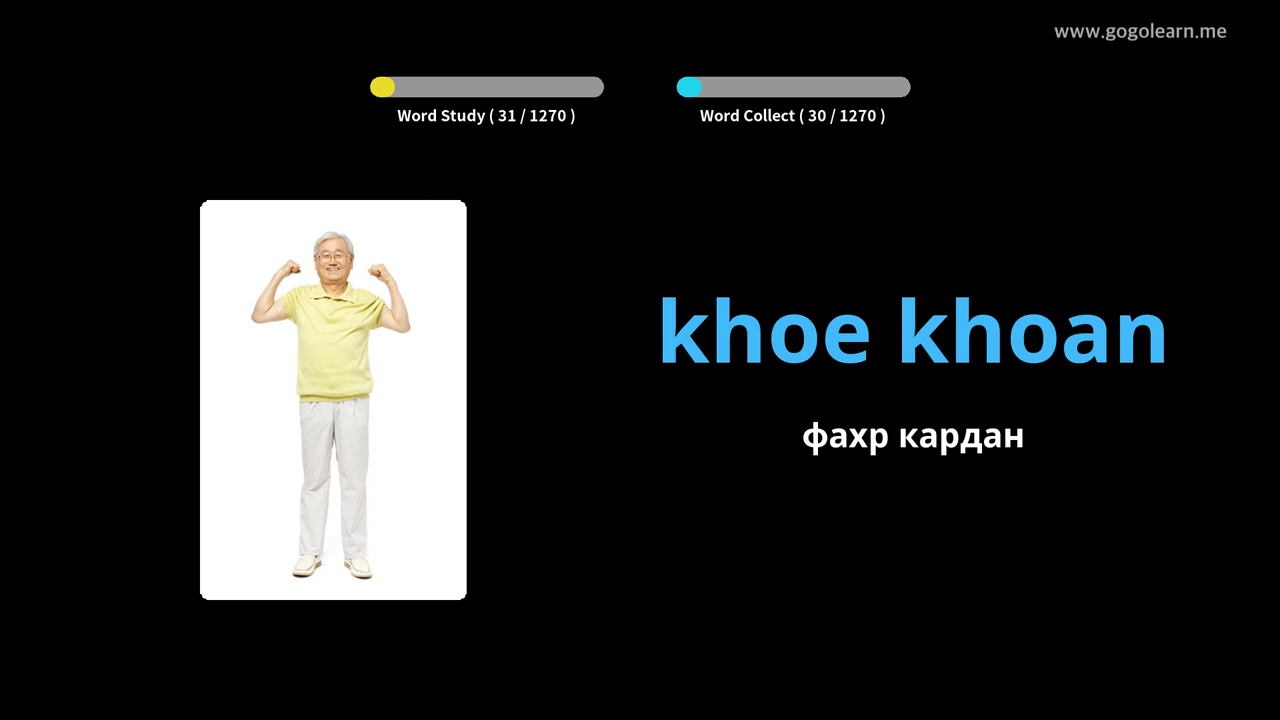 www.gogolearn.me
Word Study ( 31 / 1270 )
Word Collect ( 30 / 1270 )
khoe khoan
фахр кардан